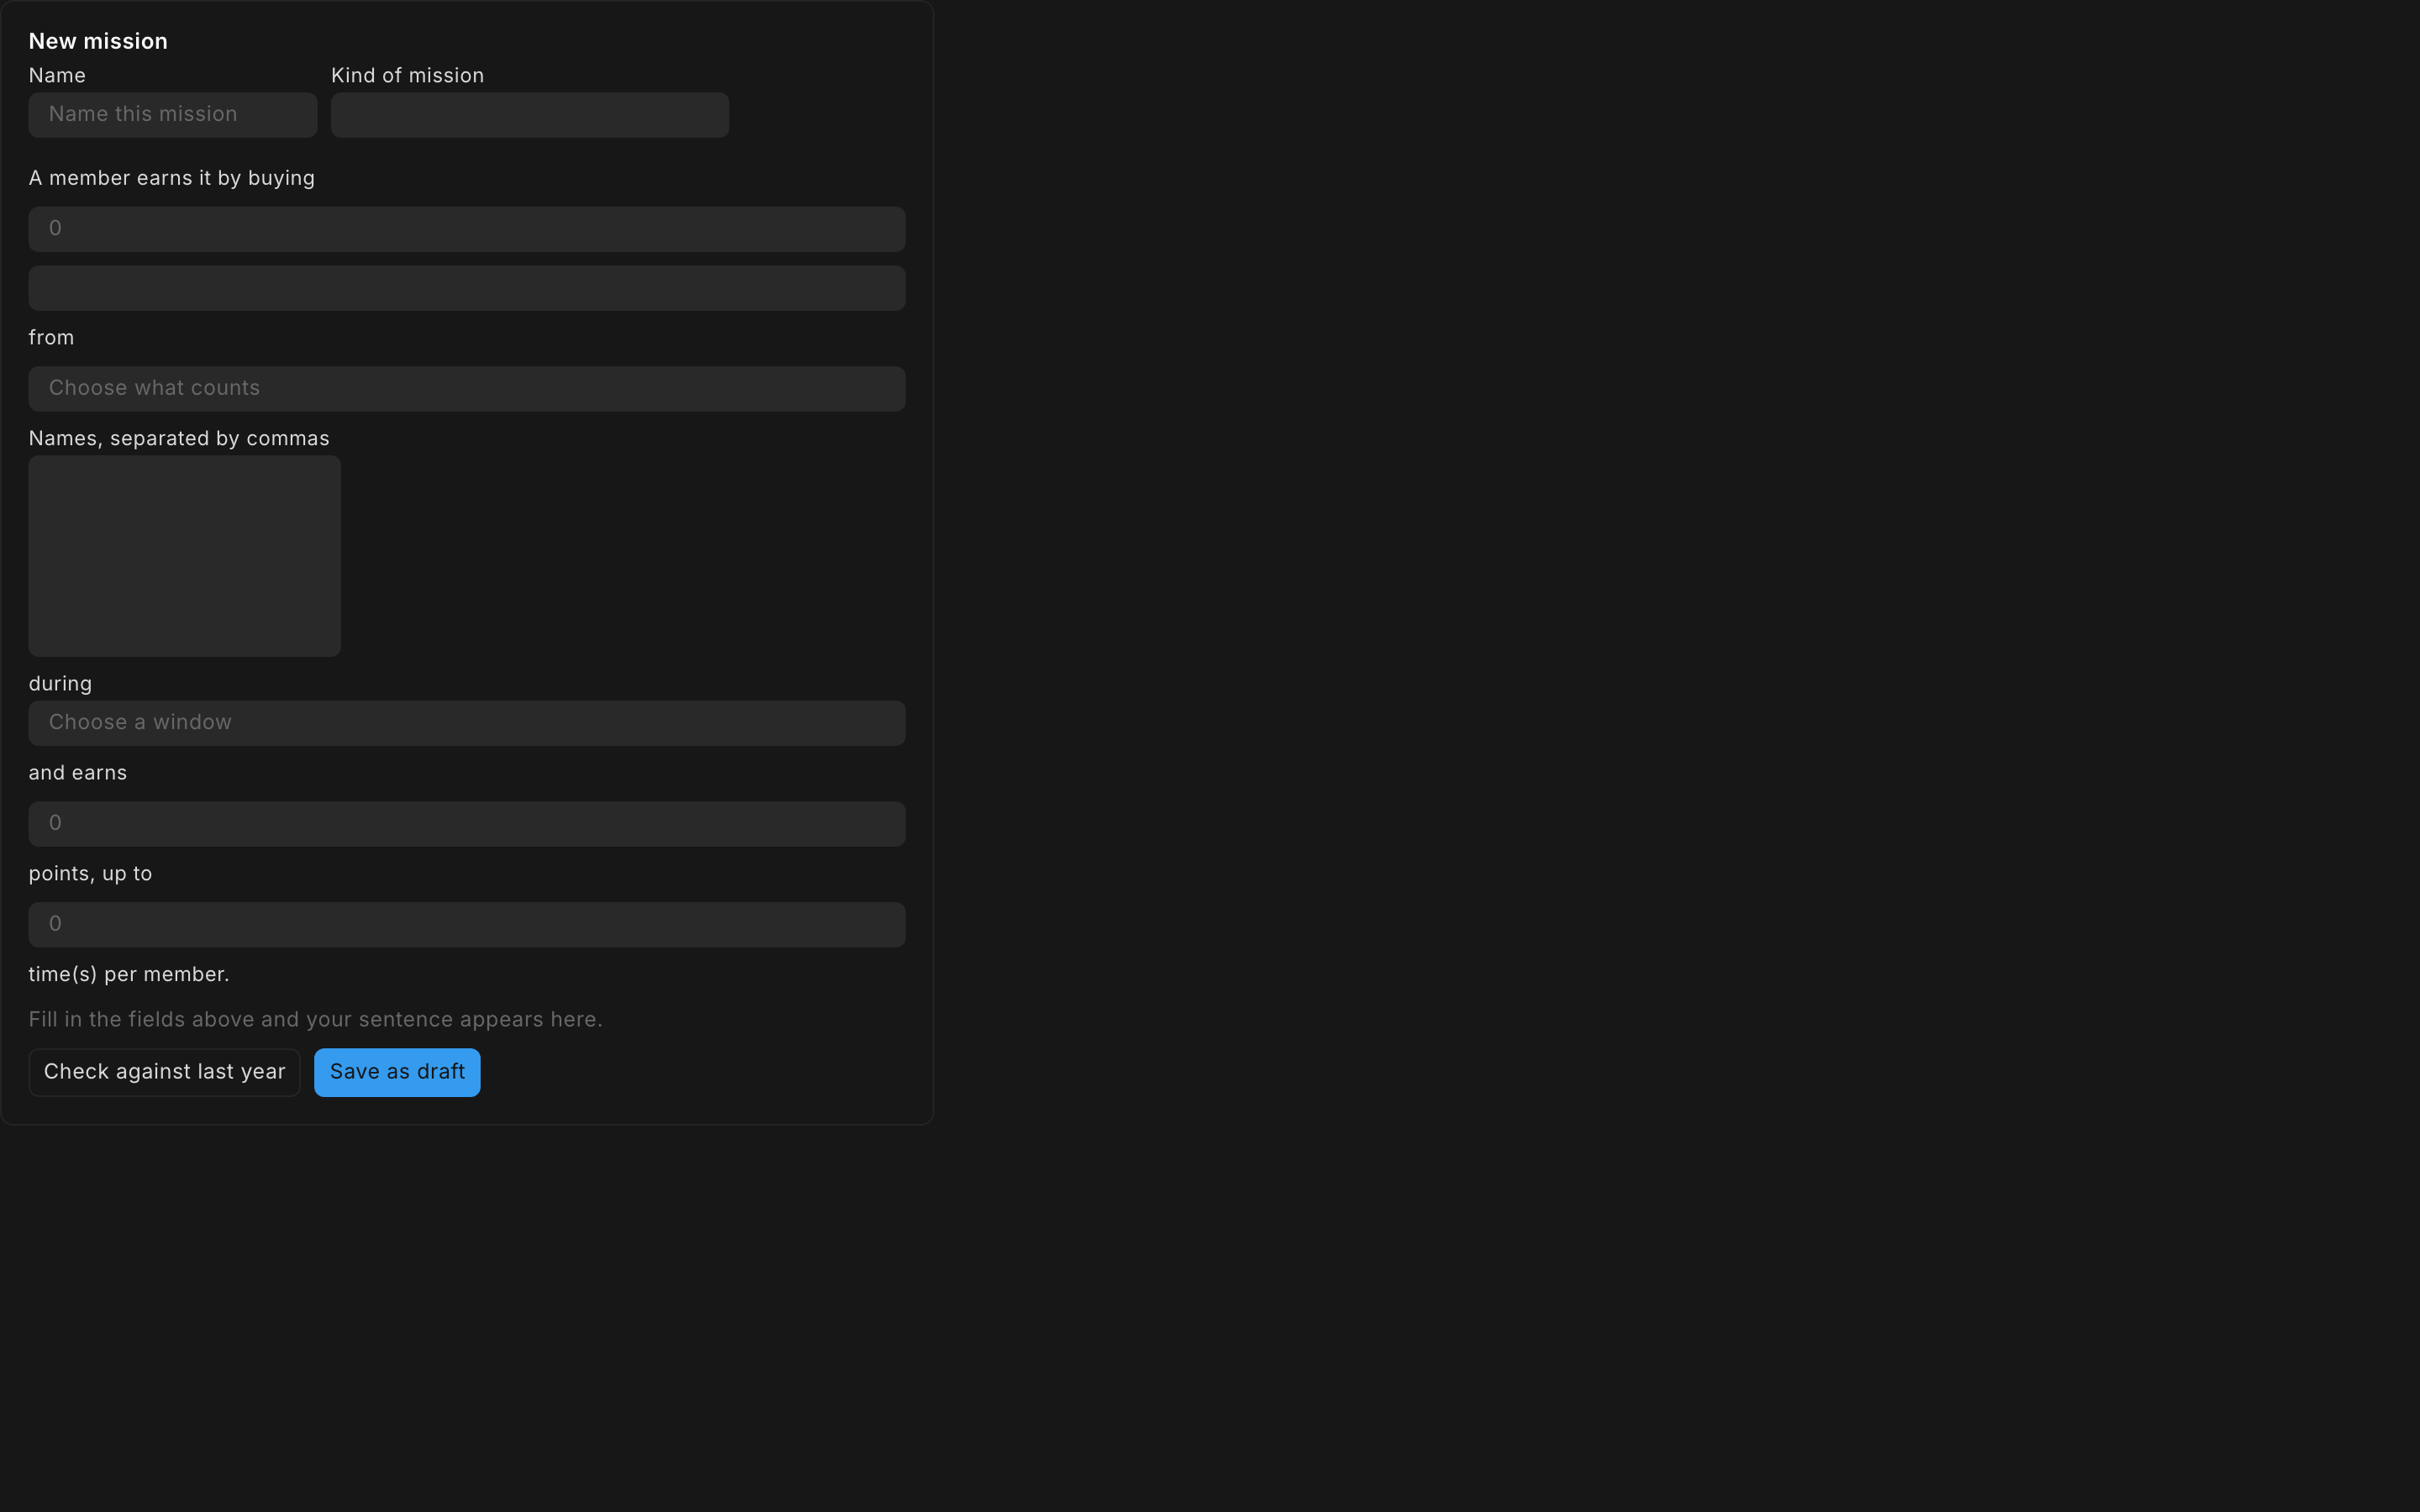 New mission
Name
Kind of mission
Name this mission
A member earns it by buying
0
from
Choose what counts
Names, separated by commas
during
Choose a window
and earns
0
points, up to
0
time(s) per member.
Fill in the fields above and your sentence appears here.
Check against last year
Save as draft